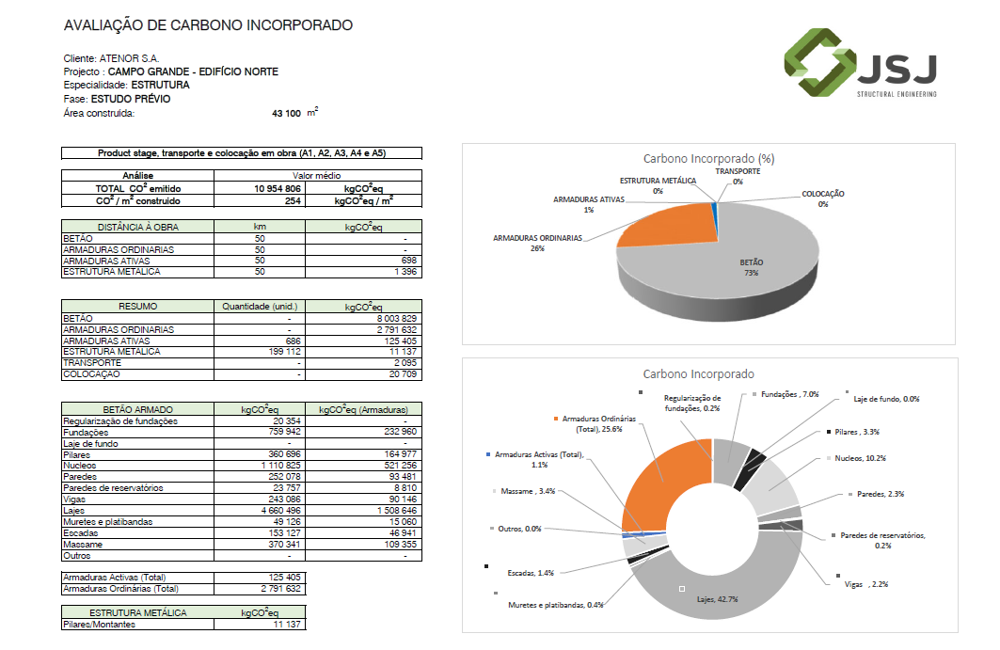 AVALIAÇÃO DE CARBONO INCORPORADO
Cliente: ATENOR S.A.
Projecto : CAMPO GRANDE - EDIFÍCIO NORTE
Especialidade: ESTRUTURA
Fase: ESTUDO PRÉVIO
Área construída: 43 100 m²
JSJ
STRUCTURAL ENGINEERING
Product stage, transporte e colocação em obra (A1, A2, A3, A4 e A5)
Análise Valor médio
TOTAL CO² emitido 10 954 806 kgCO²eq
CO² / m² construido 254 kgCO²eq / m²
DISTÂNCIA À OBRA km kgCO²eq
BETÃO 50 -
ARMADURAS ORDINARIAS 50 -
ARMADURAS ATIVAS 50 698
ESTRUTURA METALICA 50 1 396
RESUMO Quantidade (unid.) kgCO²eq
BETÃO - 8 003 829
ARMADURAS ORDINARIAS - 2 791 632
ARMADURAS ATIVAS 686 125 405
ESTRUTURA METALICA 199 112 11 137
TRANSPORTE - 2 095
COLOCAÇÃO - 20 709
BETÃO ARMADO kgCO²eq kgCO²eq (Armaduras)
Regularização de fundações 20 354 -
Fundações 759 942 232 960
Laje de fundo - -
Pilares 360 696 164 977
Nucleos 1 110 825 521 256
Paredes 252 078 93 481
Paredes de reservatórios 23 757 8 810
Vigas 243 086 90 146
Lajes 4 660 496 1 508 646
Muretes e platibandas 49 126 15 060
Escadas 153 127 46 941
Massame 370 341 109 355
Outros - -
Armaduras Activas (Total) 125 405
Armaduras Ordinárias (Total) 2 791 632
ESTRUTURA METÁLICA kgCO²eq
Pilares/Montantes 11 137
Carbono Incorporado (%)
TRANSPORTE
0%
ESTRUTURA METÁLICA
0%
COLOCAÇÃO
0%
ARMADURAS ATIVAS
1%
ARMADURAS ORDINARIAS
26%
BETÃO
73%
Carbono Incorporado
Regularização de
fundações, 0.2%
Fundações , 7.0%
Laje de fundo, 0.0%
Armaduras Ordinárias
(Total), 25.6%
Pilares , 3.3%
Armaduras Activas (Total),
1.1%
Nucleos, 10.2%
Massame , 3.4%
Paredes, 2.3%
Outros, 0.0%
Paredes de reservatórios,
0.2%
Escadas, 1.4%
Vigas , 2.2%
Muretes e platibandas, 0.4%
Lajes, 42.7%